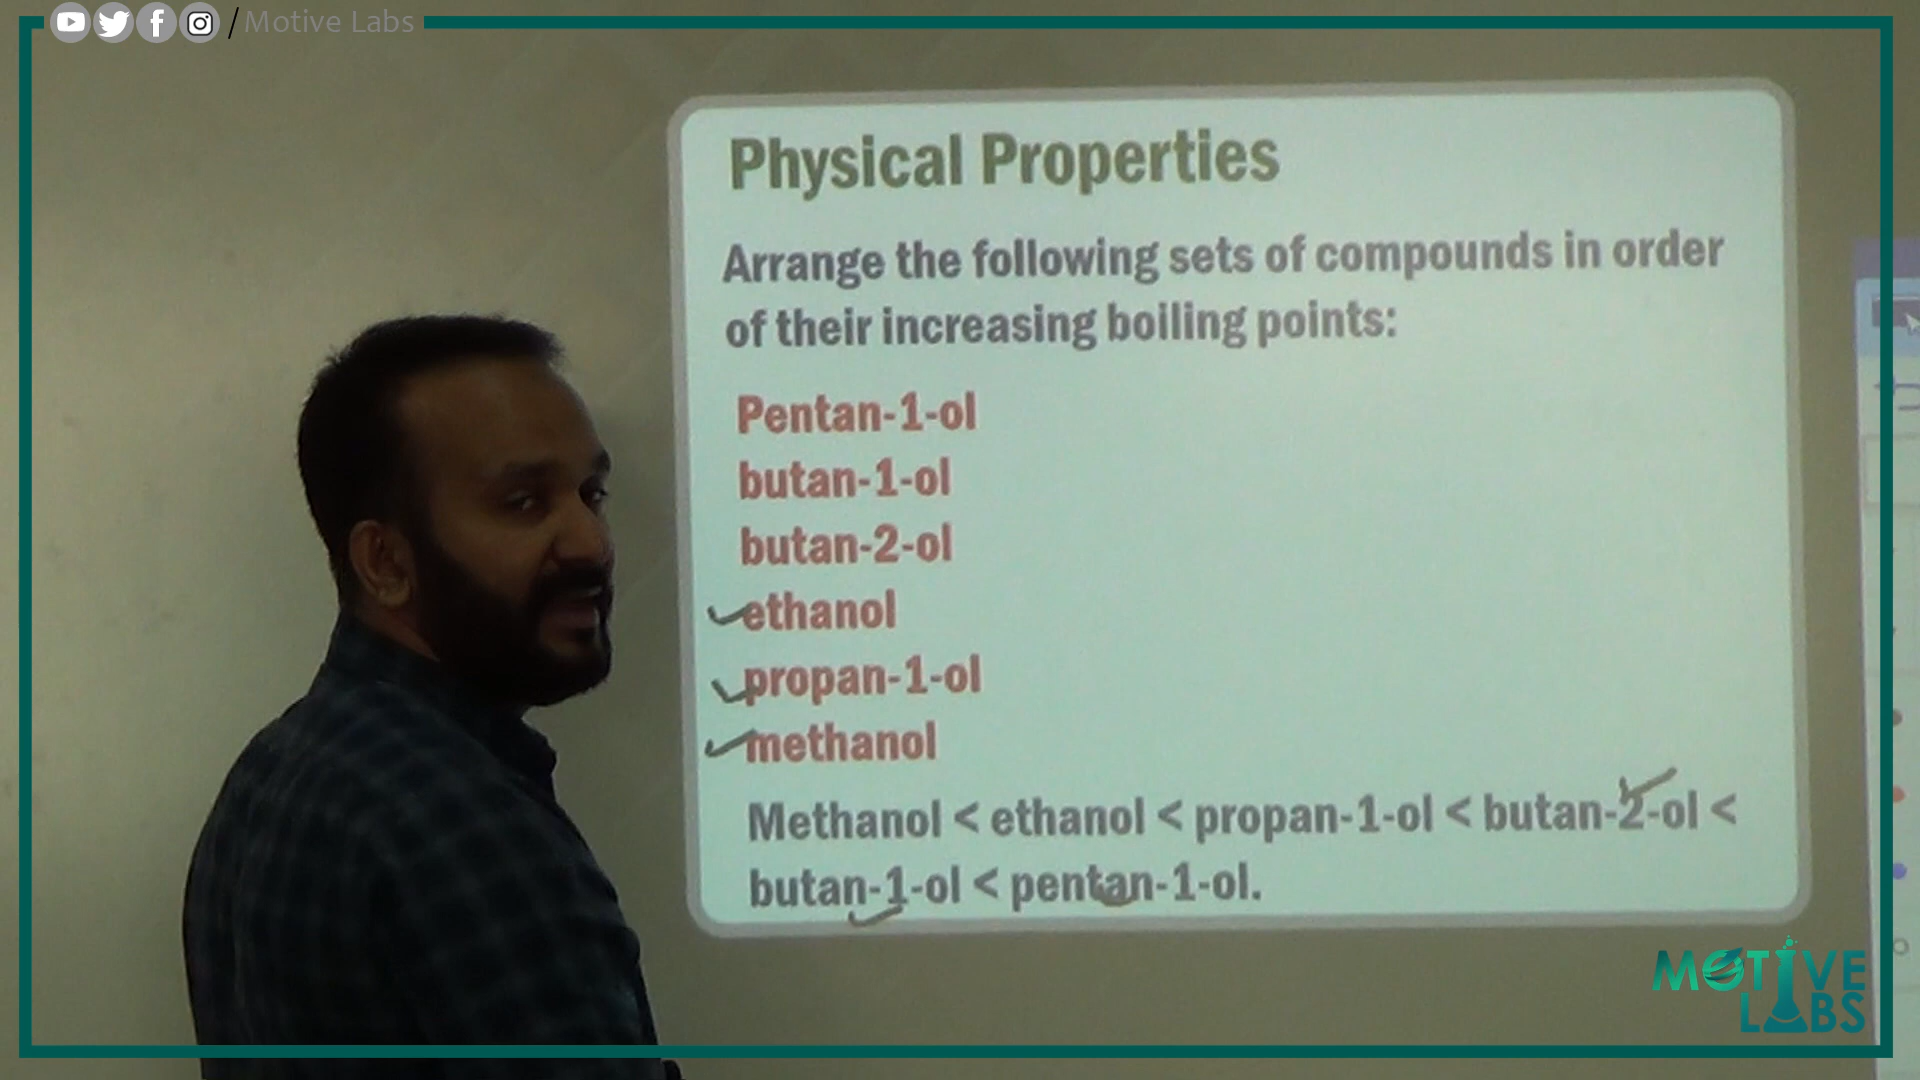 / Motive Labs
Physical Properties
Arrange the following sets of compounds in order
of their increasing boiling points:
Pentan-1-ol
butan-1-ol
butan-2-ol
ethanol
propan-1-ol
methanol
Methanol < ethanol < propan-1-ol < butan-2-ol <
butan-1-ol < pentan-1-ol.
MOTIVE
LABS